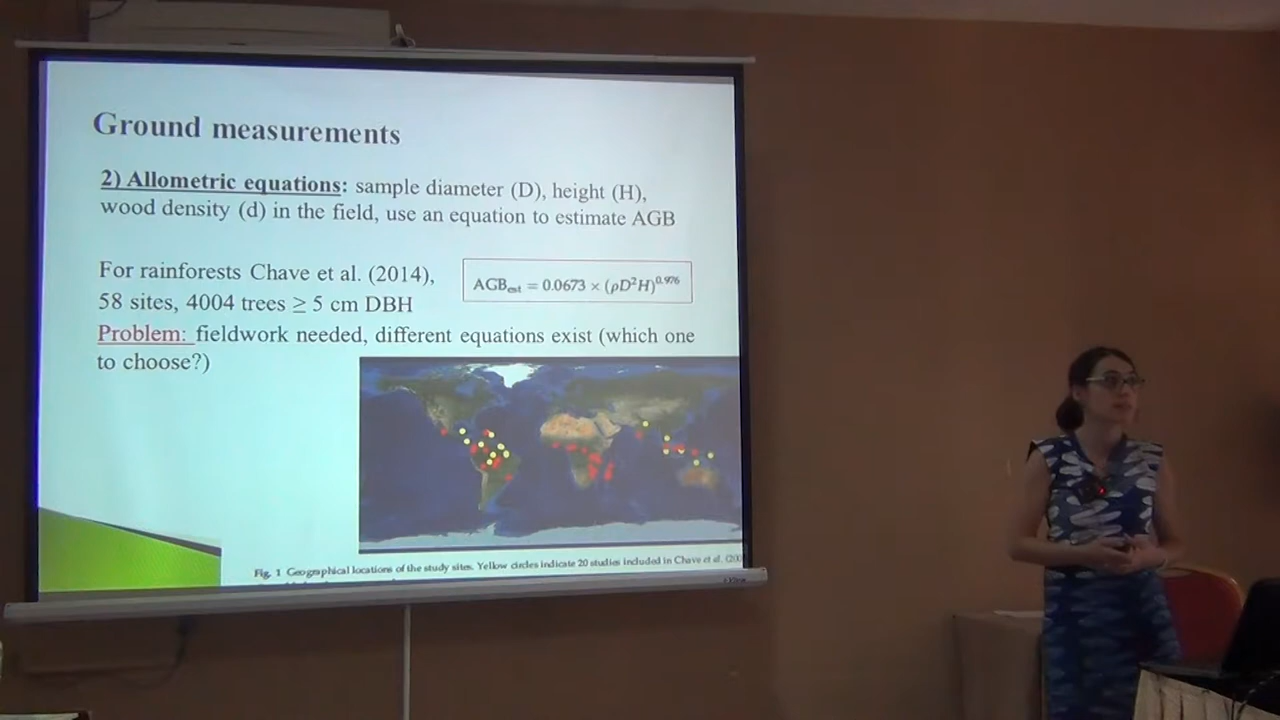 Ground measurements
2) Allometric equations: sample diameter (D), height (H),
wood density (d) in the field, use an equation to estimate AGB
For rainforests Chave et al. (2014),
58 sites, 4004 trees ≥ 5 cm DBH
AGBest = 0.0673 × (ρD²H)^0.976
Problem: fieldwork needed, different equations exist (which one
to choose?)
Fig. 1 Geographical locations of the study sites. Yellow circles indicate 20 studies included in Chave et al. (200